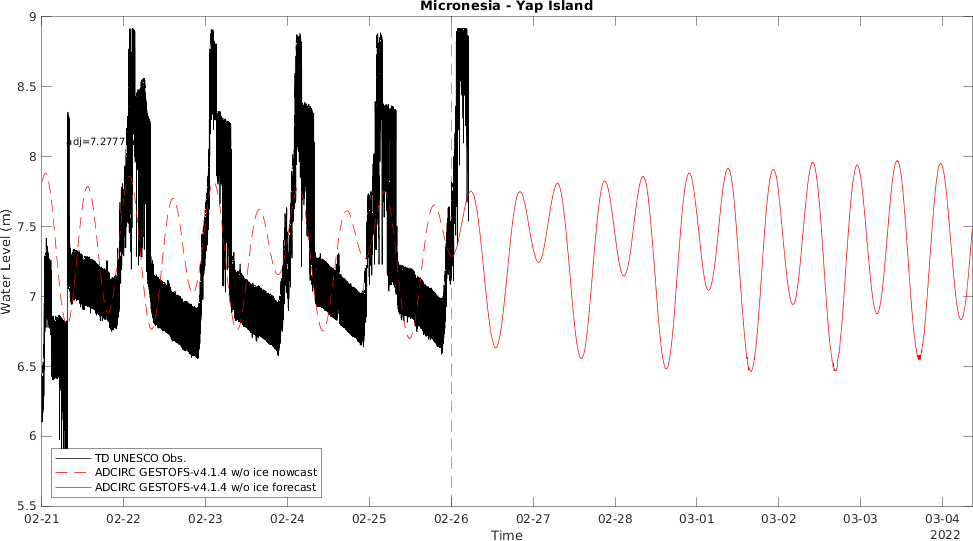 Micronesia - Yap Island
9
8.5
8
7.5
7
6.5
6
5.5
Water Level (m)
adj=7.2777
TD UNESCO Obs.
ADCIRC GESTOFS-v4.1.4 w/o ice nowcast
ADCIRC GESTOFS-v4.1.4 w/o ice forecast
02-21 02-22 02-23 02-24 02-25 02-26 02-27 02-28 03-01 03-02 03-03 03-04
2022
Time